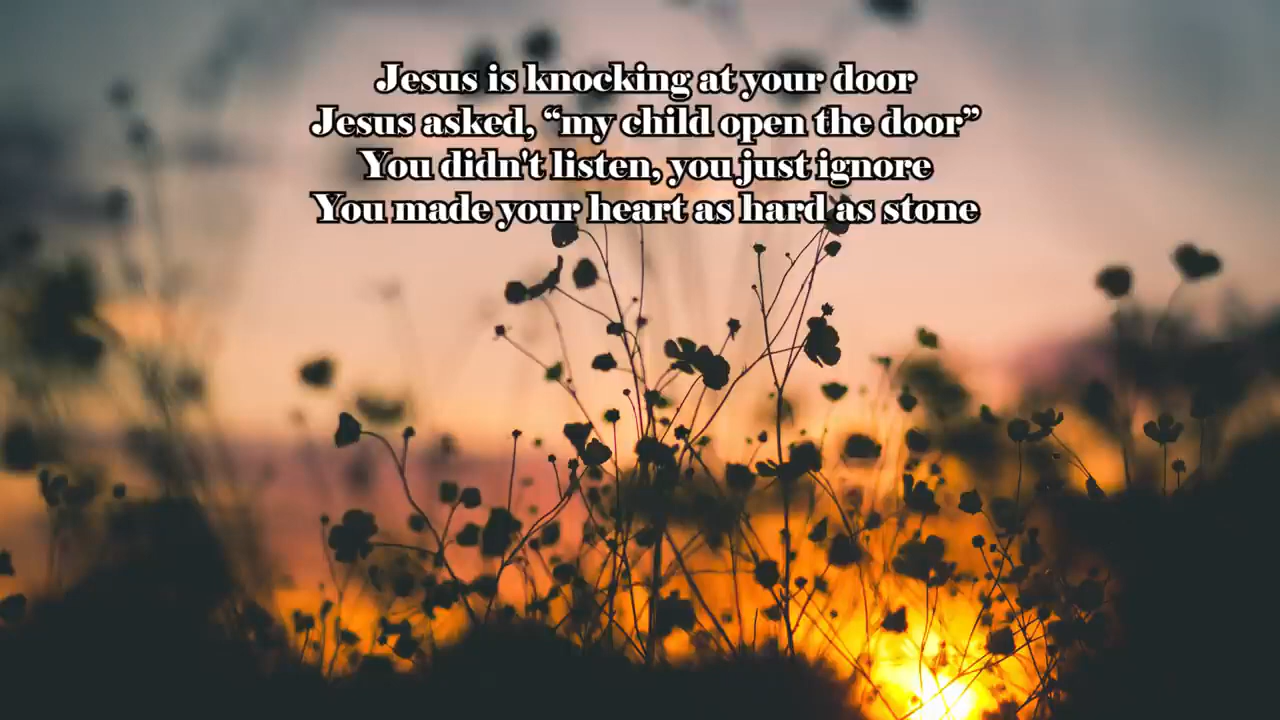 Jesus is knocking at your door
Jesus asked, “my child open the door”
You didn't listen, you just ignore
You made your heart as hard as stone